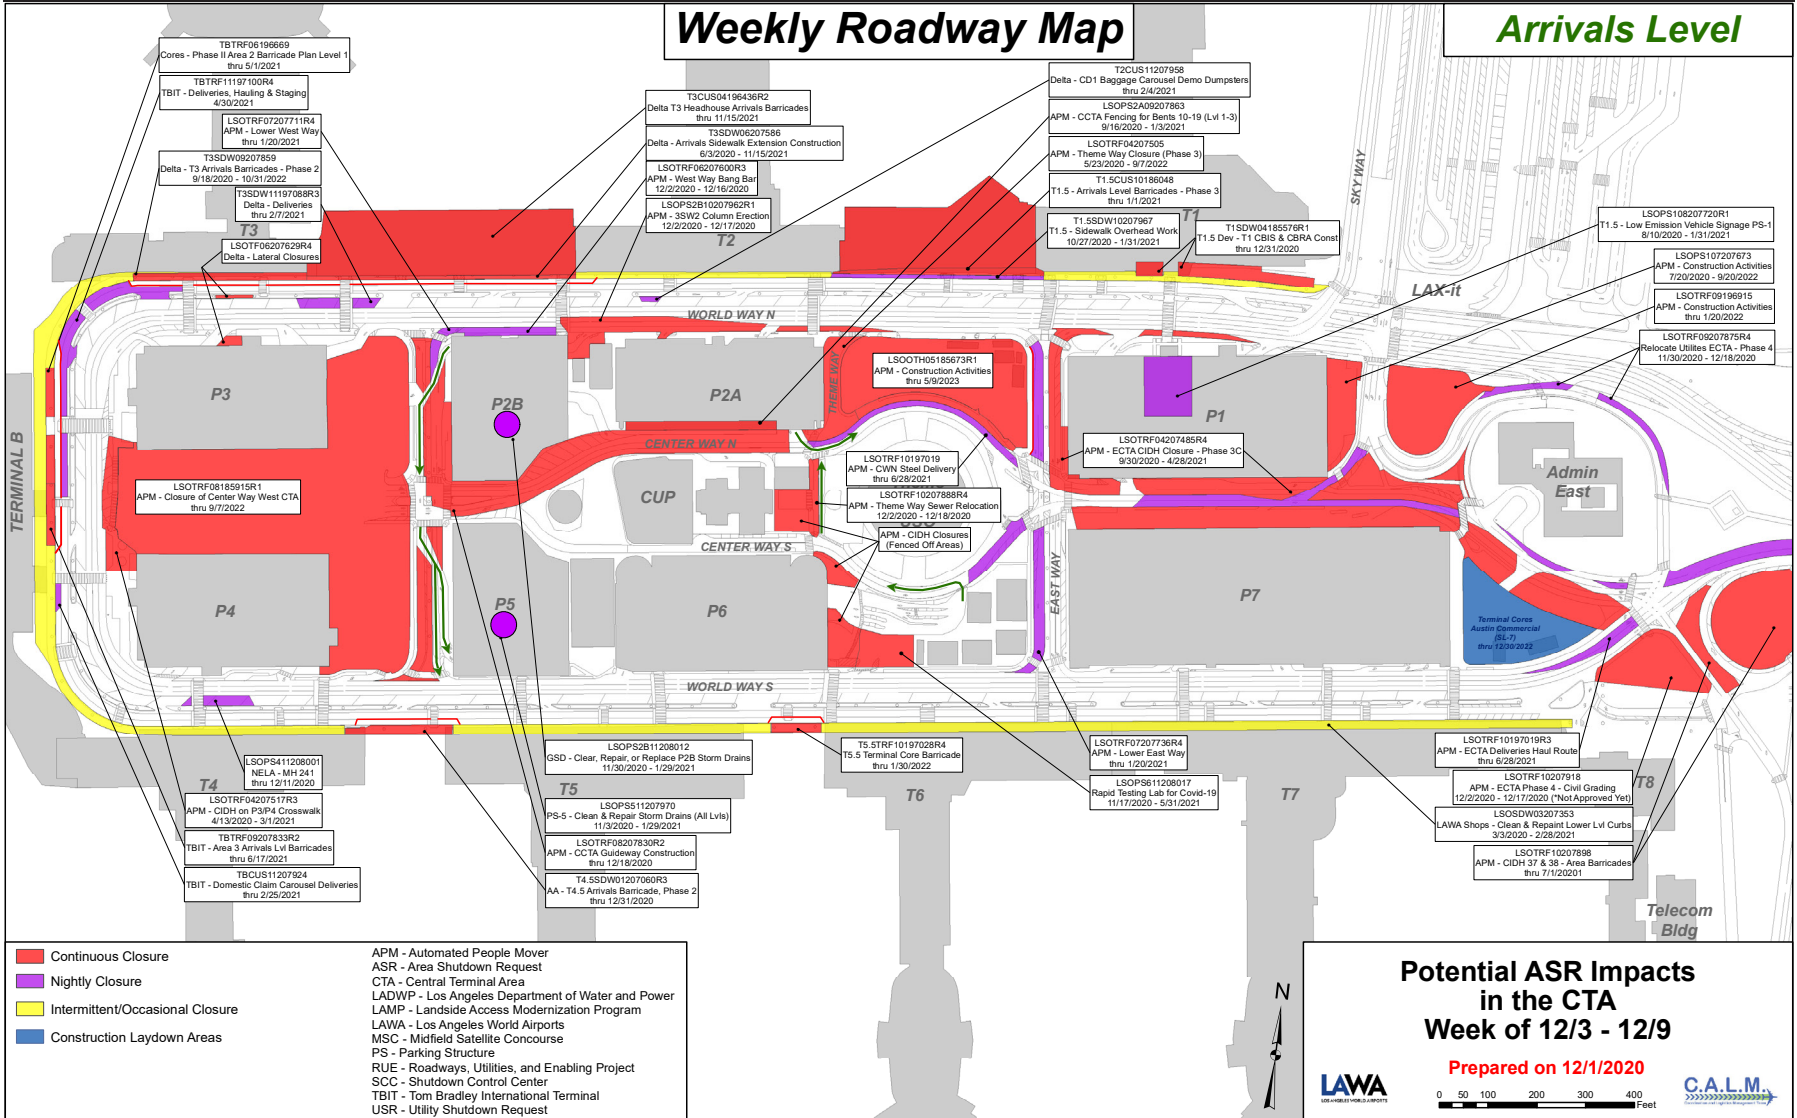 Weekly Roadway Map
Arrivals Level
TBTRF06196669
Cores - Phase II Area 2 Barricade Plan Level 1
thru 5/1/2021
TBTRF11197100R4
TBIT - Deliveries, Hauling & Staging
4/30/2021
LSOTRF07207711R4
APM - Lower West Way
thru 1/20/2021
T3SDW09207859
Delta - T3 Arrivals Barricades - Phase 2
9/18/2020 - 10/31/2022
T3SDW11197088R3
Delta - Deliveries
thru 2/7/2021
LSOTF06207629R4
Delta - Lateral Closures
T3CUS04196436R2
Delta T3 Headhouse Arrivals Barricades
thru 11/15/2021
T3SDW06207586
Delta - Arrivals Sidewalk Extension Construction
6/3/2020 - 11/15/2021
LSOTRF06207600R3
APM - West Way Bang Bar
12/2/2020 - 12/16/2020
LSOPS2B10207962R1
APM - 3SW2 Column Erection
12/2/2020 - 12/17/2020
T2CUS11207958
Delta - CD1 Baggage Carousel Demo Dumpsters
thru 2/4/2021
LSOPS2A09207863
APM - CCTA Fencing for Bents 10-19 (Lvl 1-3)
9/16/2020 - 1/3/2021
LSOTRF04207505
APM - Theme Way Closure (Phase 3)
5/23/2020 - 9/7/2022
T1.5CUS10186048
T1.5 - Arrivals Level Barricades - Phase 3
thru 1/1/2021
T1.5SDW10207967
T1.5 - Sidewalk Overhead Work
10/27/2020 - 1/31/2021
T1SDW04185576R1
T1.5 Dev - T1 CBIS & CBRA Const
thru 12/31/2020
LSOPS108207720R1
T1.5 - Low Emission Vehicle Signage PS-1
8/10/2020 - 1/31/2021
LSOPS107207673
APM - Construction Activities
7/20/2020 - 9/20/2022
LSOTRF09196915
APM - Construction Activities
thru 1/20/2022
LSOTRF09207875R4
Relocate Utilites ECTA - Phase 4
11/30/2020 - 12/18/2020
T3
T2
T1
SKY WAY
LAX-it
WORLD WAY N
THEME WAY
LSOOTH05185673R1
APM - Construction Activities
thru 5/9/2023
P3
P2B
P2A
P1
CENTER WAY N
LSOTRF04207485R4
APM - ECTA CIDH Closure - Phase 3C
9/30/2020 - 4/28/2021
LSOTRF10197019
APM - CWN Steel Delivery
thru 6/28/2021
LSOTRF10207888R4
APM - Theme Way Sewer Relocation
12/2/2020 - 12/18/2020
APM - CIDH Closures
(Fenced Off Areas)
LSOTRF08185915R1
APM - Closure of Center Way West CTA
thru 9/7/2022
TERMINAL B
CUP
Admin
East
CENTER WAY S
EAST WAY
P4
P5
P6
P7
Terminal Cores
Austin Commercial
(SL-7)
thru 12/30/2022
WORLD WAY S
LSOPS411208001
NELA - MH 241
thru 12/11/2020
LSOTRF04207517R3
APM - CIDH on P3/P4 Crosswalk
4/13/2020 - 3/1/2021
TBTRF09207833R2
TBIT - Area 3 Arrivals Lvl Barricades
thru 6/17/2021
TBCUS11207924
TBIT - Domestic Claim Carousel Deliveries
thru 2/25/2021
LSOPS2B11208012
GSD - Clear, Repair, or Replace P2B Storm Drains
11/30/2020 - 1/29/2021
LSOPS511207970
PS-5 - Clean & Repair Storm Drains (All Lvls)
11/3/2020 - 1/29/2021
LSOTRF08207830R2
APM - CCTA Guideway Construction
thru 12/18/2020
T4.5SDW01207060R3
AA - T4.5 Arrivals Barricade, Phase 2
thru 12/31/2020
T5.5TRF10197028R4
T5.5 Terminal Core Barricade
thru 1/30/2022
LSOTRF07207736R4
APM - Lower East Way
thru 1/20/2021
LSOPS611208017
Rapid Testing Lab for Covid-19
11/17/2020 - 5/31/2021
LSOTRF10197019R3
APM - ECTA Deliveries Haul Route
thru 6/28/2021
LSOTRF10207918
APM - ECTA Phase 4 - Civil Grading
12/2/2020 - 12/17/2020 (*Not Approved Yet)
LSOSDW03207353
LAWA Shops - Clean & Repaint Lower Lvl Curbs
3/3/2020 - 2/28/2021
LSOTRF10207898
APM - CIDH 37 & 38 - Area Barricades
thru 7/1/20201
T4
T5
T6
T7
T8
Telecom
Bldg
Continuous Closure
Nightly Closure
Intermittent/Occasional Closure
Construction Laydown Areas
APM - Automated People Mover
ASR - Area Shutdown Request
CTA - Central Terminal Area
LADWP - Los Angeles Department of Water and Power
LAMP - Landside Access Modernization Program
LAWA - Los Angeles World Airports
MSC - Midfield Satellite Concourse
PS - Parking Structure
RUE - Roadways, Utilities, and Enabling Project
SCC - Shutdown Control Center
TBIT - Tom Bradley International Terminal
USR - Utility Shutdown Request
N
Potential ASR Impacts
in the CTA
Week of 12/3 - 12/9
Prepared on 12/1/2020
LAWA
LOS ANGELES WORLD AIRPORTS
0 50 100 200 300 400
Feet
C.A.L.M.